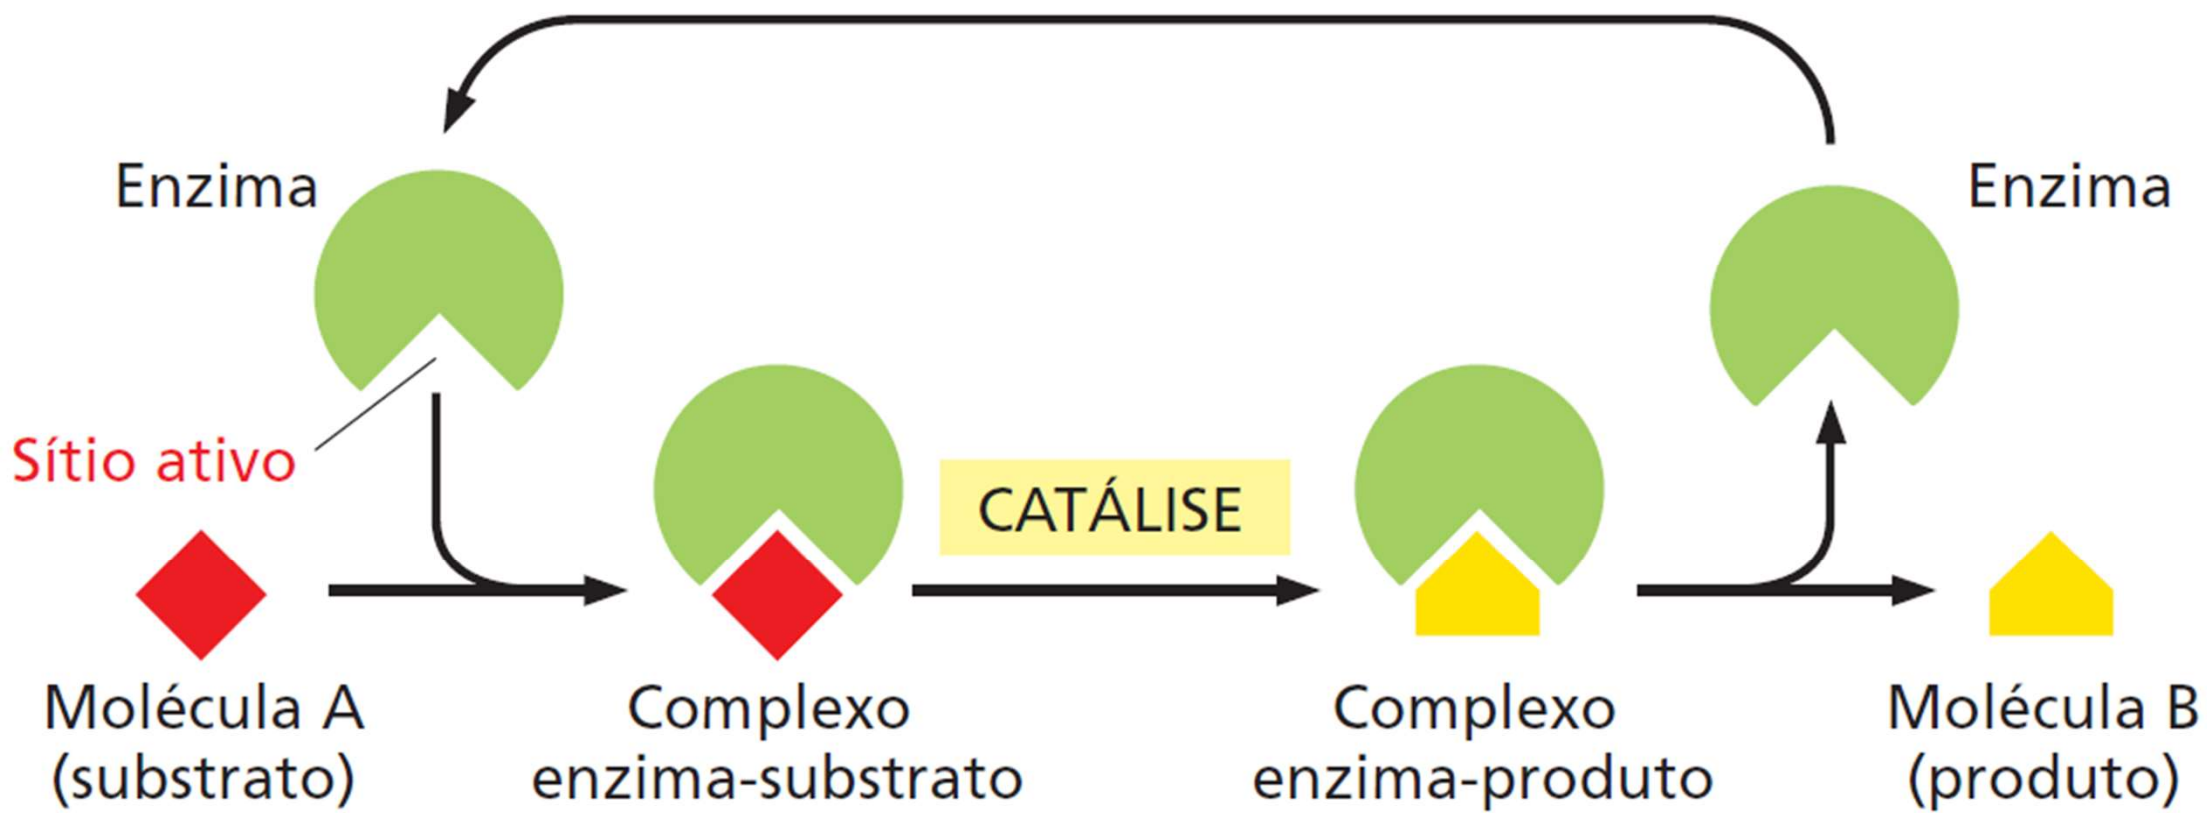 Enzima
Enzima
Sítio ativo
CATÁLISE
Molécula A
(substrato)
Complexo
enzima-substrato
Complexo
enzima-produto
Molécula B
(produto)